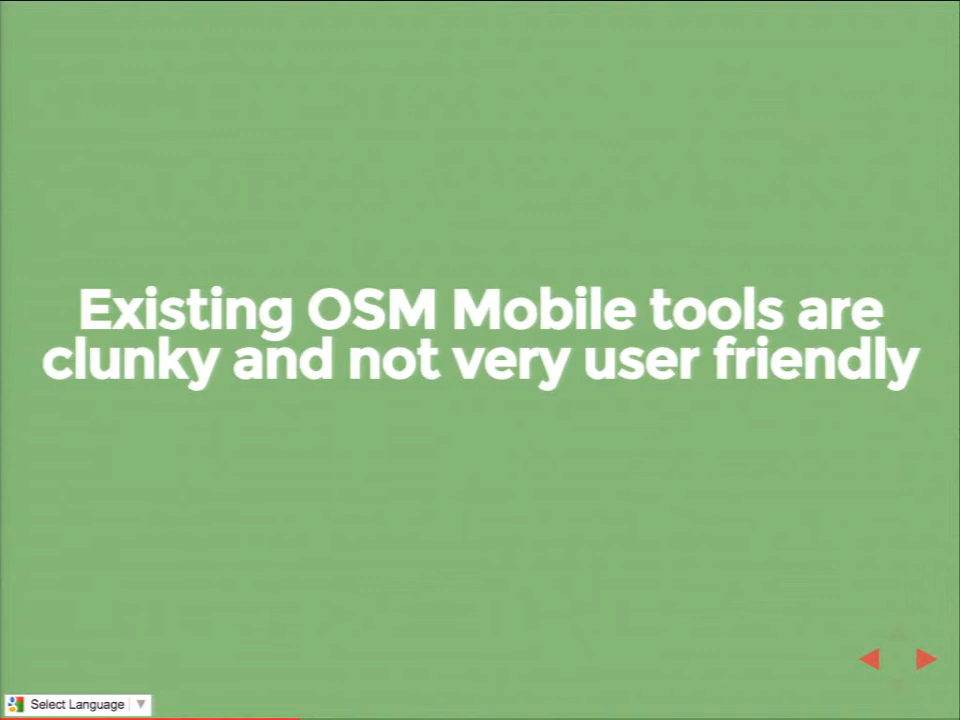 Existing OSM Mobile tools are
clunky and not very user friendly
Select Language